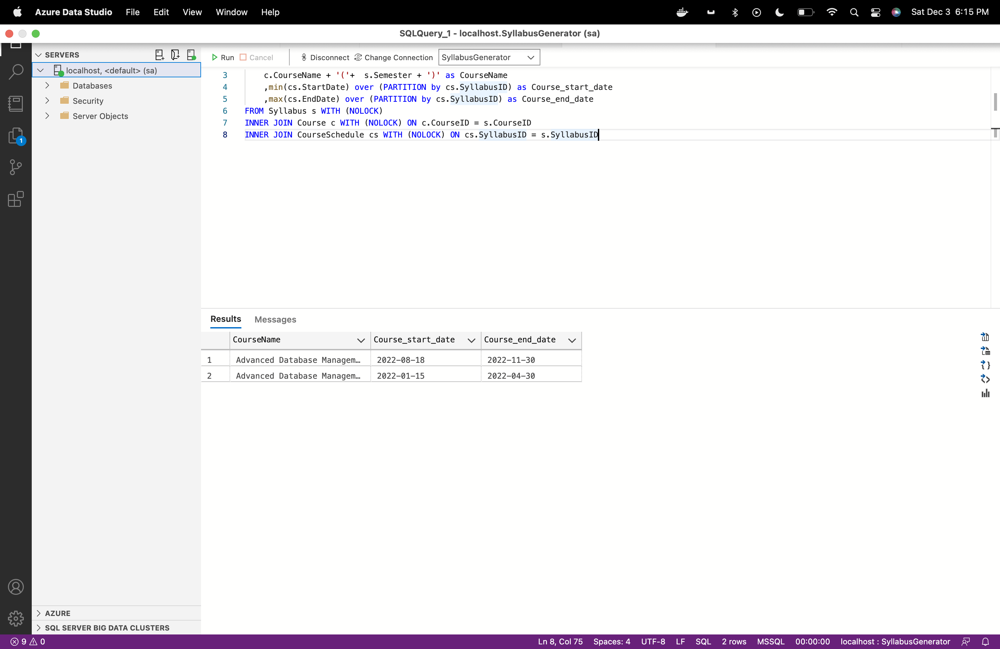 Azure Data Studio File Edit View Window Help Sat Dec 3 6:15 PM
SQLQuery_1 - localhost.SyllabusGenerator (sa)
SERVERS
localhost, <default> (sa)
Databases
Security
Server Objects
1
Run Cancel Disconnect Change Connection SyllabusGenerator
3 c.CourseName + '('+  s.Semester + ')' as CourseName
4 ,min(cs.StartDate) over (PARTITION by cs.SyllabusID) as Course_start_date
5 ,max(cs.EndDate) over (PARTITION by cs.SyllabusID) as Course_end_date
6 FROM Syllabus s WITH (NOLOCK)
7 INNER JOIN Course c WITH (NOLOCK) ON c.CourseID = s.CourseID
8 INNER JOIN CourseSchedule cs WITH (NOLOCK) ON cs.SyllabusID = s.SyllabusID
Results Messages
CourseName Course_start_date Course_end_date
1 Advanced Database Managem… 2022-08-18 2022-11-30
2 Advanced Database Managem… 2022-01-15 2022-04-30
AZURE
SQL SERVER BIG DATA CLUSTERS
9 0 Ln 8, Col 75 Spaces: 4 UTF-8 LF SQL 2 rows MSSQL 00:00:00 localhost : SyllabusGenerator